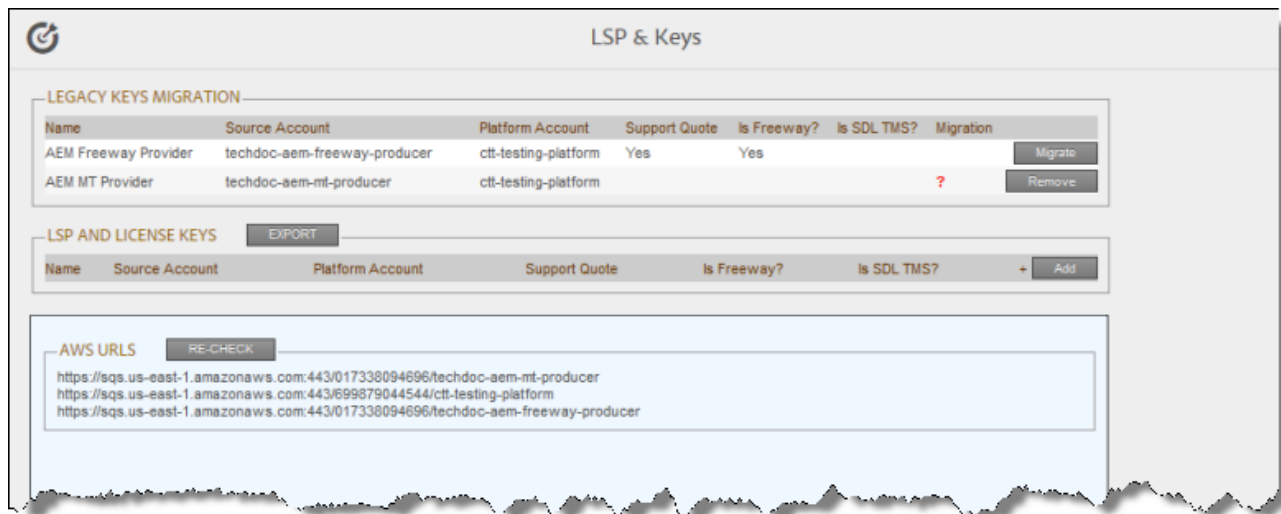 LSP & Keys
LEGACY KEYS MIGRATION
Name Source Account Platform Account Support Quote Is Freeway? Is SDL TMS? Migration
AEM Freeway Provider techdoc-aem-freeway-producer ctt-testing-platform Yes Yes Migrate
AEM MT Provider techdoc-aem-mt-producer ctt-testing-platform ? Remove
LSP AND LICENSE KEYS EXPORT
Name Source Account Platform Account Support Quote Is Freeway? Is SDL TMS? + Add
AWS URLS RE-CHECK
https://sqs.us-east-1.amazonaws.com:443/017338094696/techdoc-aem-mt-producer
https://sqs.us-east-1.amazonaws.com:443/699879044544/ctt-testing-platform
https://sqs.us-east-1.amazonaws.com:443/017338094696/techdoc-aem-freeway-producer